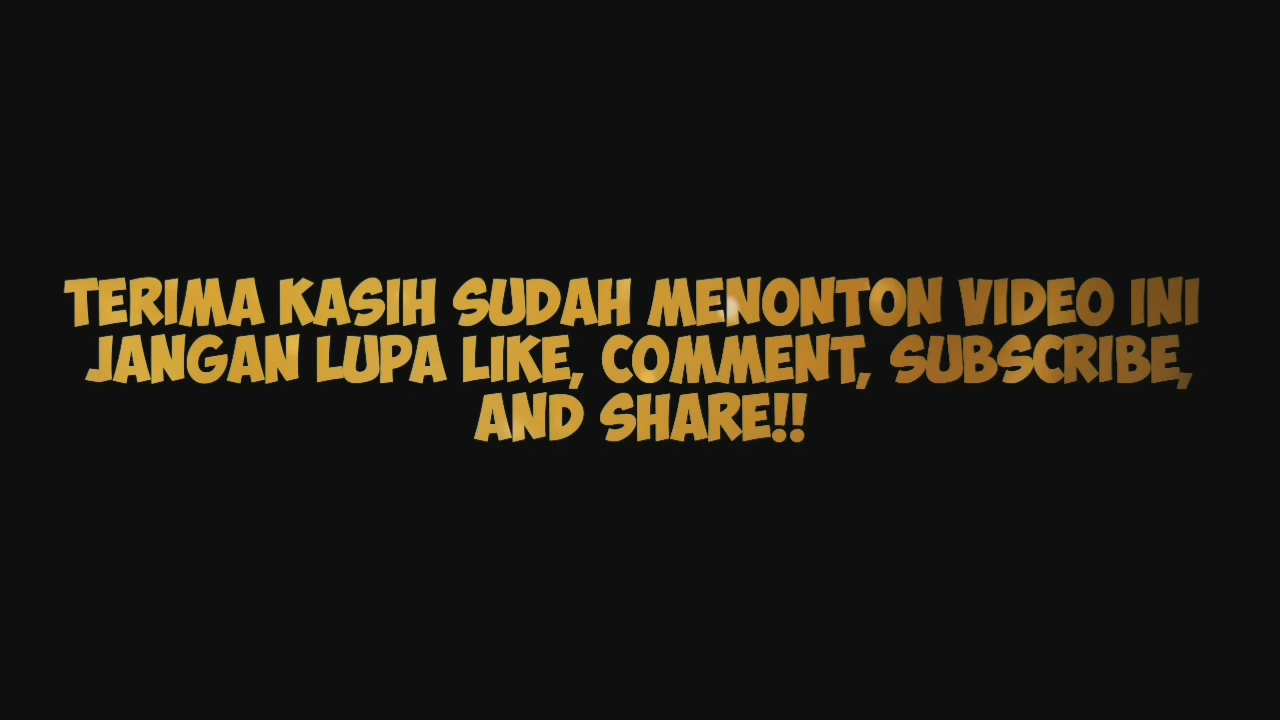 TERIMA KASIH SUDAH MENONTON VIDEO INI
JANGAN LUPA LIKE, COMMENT, SUBSCRIBE,
AND SHARE!!